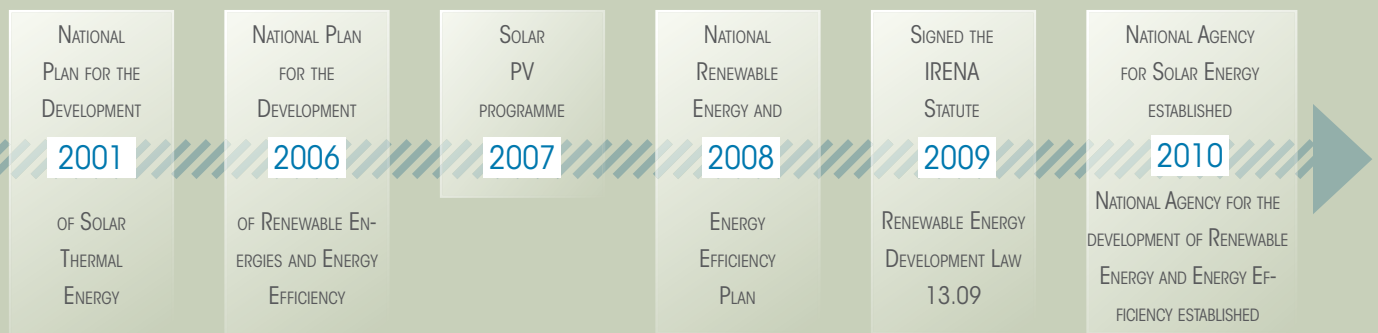 National
Plan for the
Development
2001
of Solar
Thermal
Energy
National Plan
for the
Development
2006
of Renewable En-
ergies and Energy
Efficiency
Solar
PV
programme
2007
National
Renewable
Energy and
2008
Energy
Efficiency
Plan
Signed the
IRENA
Statute
2009
Renewable Energy
Development Law
13.09
National Agency
for Solar Energy
established
2010
National Agency for the
development of Renewable
Energy and Energy Ef-
ficiency established